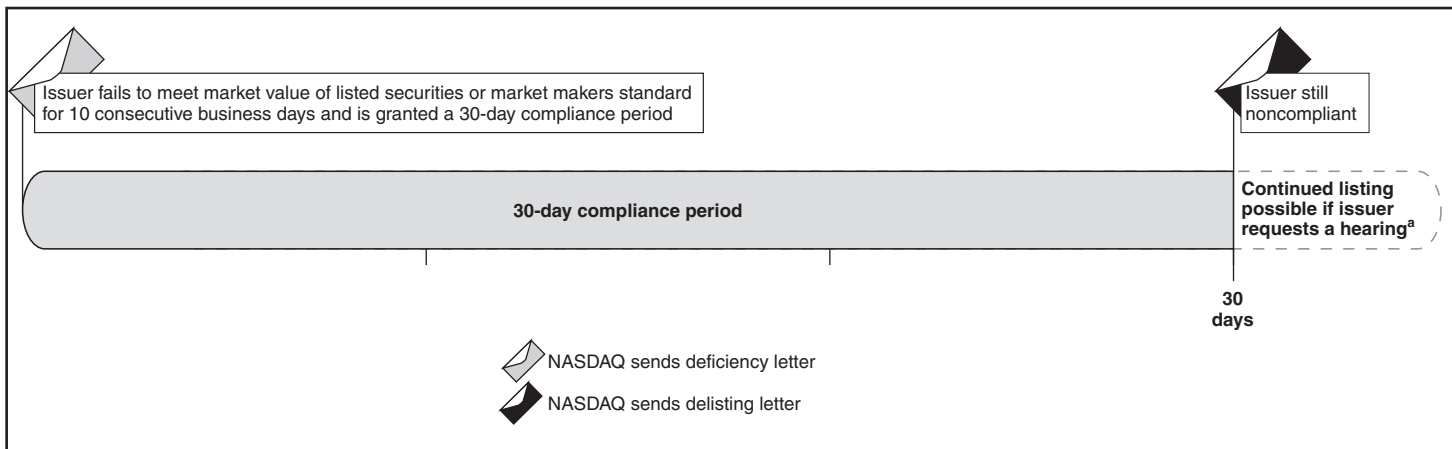 Issuer fails to meet market value of listed securities or market makers standard
for 10 consecutive business days and is granted a 30-day compliance period
Issuer still
noncompliant
30-day compliance period
Continued listing
possible if issuer
requests a hearingᵃ
30
days
NASDAQ sends deficiency letter
NASDAQ sends delisting letter